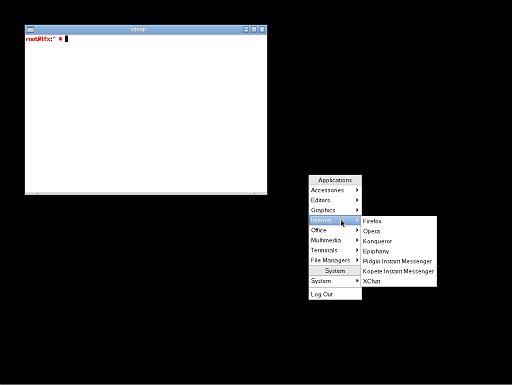 xterm
root@lfx:~ #
Applications
Accessories
Editors
Graphics
Internet
Office
Multimedia
Terminals
File Managers
System
System
Log Out
Firefox
Opera
Konqueror
Epiphany
Pidgin Instant Messenger
Kopete Instant Messenger
XChat